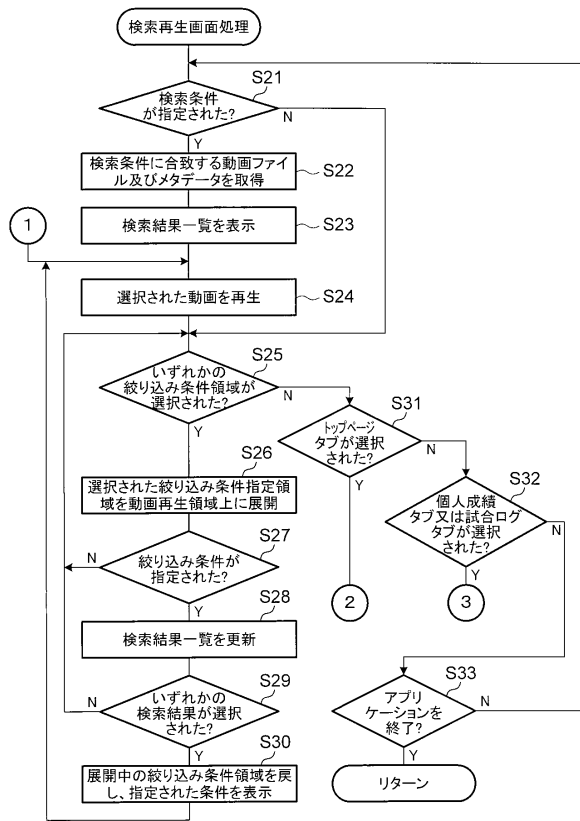 検索再生画面処理
S21
検索条件
が指定された?
N
Y
検索条件に合致する動画ファイル
及びメタデータを取得
S22
1
検索結果一覧を表示
S23
選択された動画を再生
S24
S25
いずれかの
絞り込み条件領域が
選択された?
N
Y
S31
トップページ
タブが選択
された?
N
Y
S26
選択された絞り込み条件指定領
域を動画再生領域上に展開
S32
個人成績
タブ又は試合ログ
タブが選択
された?
N
Y
S27
絞り込み条件が
指定された?
N
Y
2
3
S28
検索結果一覧を更新
S29
いずれかの
検索結果が選択
された?
N
Y
S33
アプリ
ケーションを
終了?
N
Y
S30
展開中の絞り込み条件領域を戻
し、指定された条件を表示
リターン